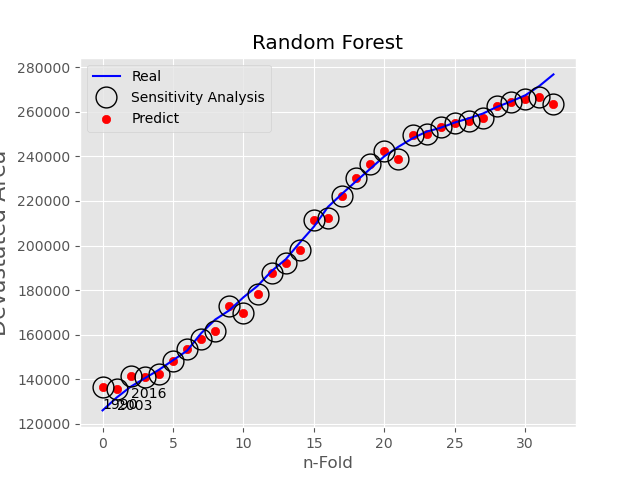 Random Forest
Real
Sensitivity Analysis
Predict
280000
260000
240000
220000
200000
180000
160000
140000
120000
2016
1990
2003
0 5 10 15 20 25 30
n-Fold
Devastated Area